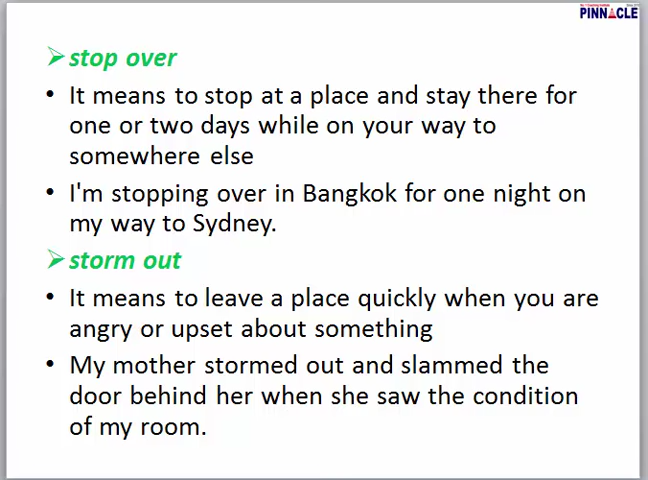 PINNACLE
stop over
It means to stop at a place and stay there for
one or two days while on your way to
somewhere else
I'm stopping over in Bangkok for one night on
my way to Sydney.
storm out
It means to leave a place quickly when you are
angry or upset about something
My mother stormed out and slammed the
door behind her when she saw the condition
of my room.